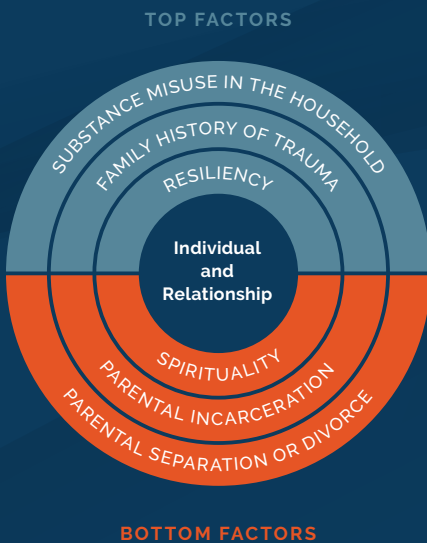 TOP FACTORS
SUBSTANCE MISUSE IN THE HOUSEHOLD
FAMILY HISTORY OF TRAUMA
RESILIENCY
Individual
and
Relationship
SPIRITUALITY
PARENTAL INCARCERATION
PARENTAL SEPARATION OR DIVORCE
BOTTOM FACTORS